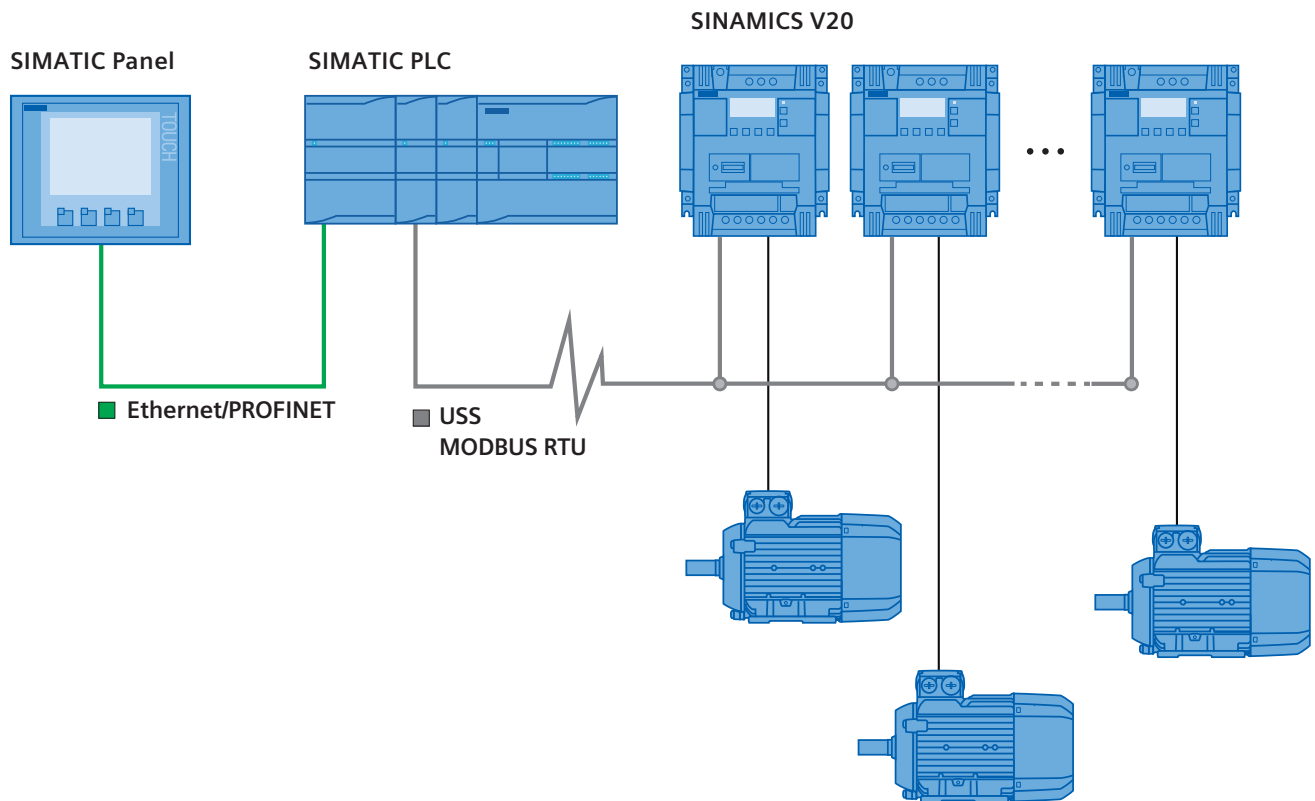 SINAMICS V20
SIMATIC Panel
SIMATIC PLC
TOUCH
Ethernet/PROFINET
USS
MODBUS RTU